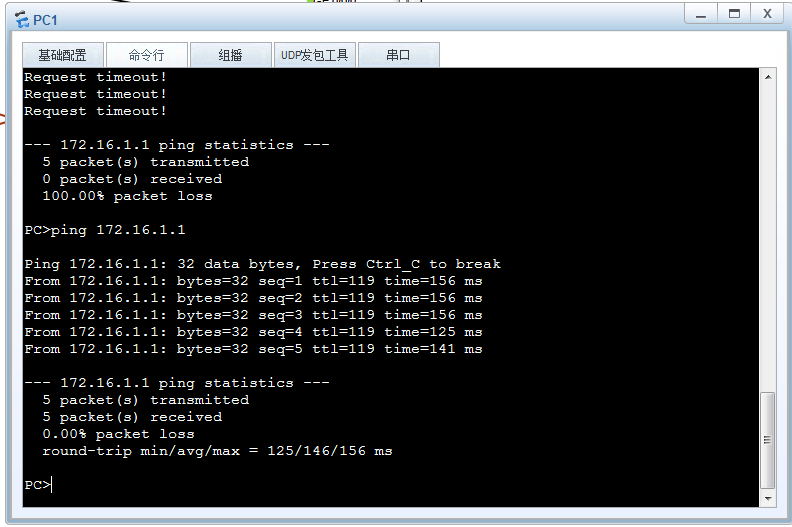 PC1
基础配置 命令行 组播 UDP发包工具 串口
Request timeout!
Request timeout!
Request timeout!
--- 172.16.1.1 ping statistics ---
5 packet(s) transmitted
0 packet(s) received
100.00% packet loss
PC>ping 172.16.1.1
Ping 172.16.1.1: 32 data bytes, Press Ctrl_C to break
From 172.16.1.1: bytes=32 seq=1 ttl=119 time=156 ms
From 172.16.1.1: bytes=32 seq=2 ttl=119 time=156 ms
From 172.16.1.1: bytes=32 seq=3 ttl=119 time=156 ms
From 172.16.1.1: bytes=32 seq=4 ttl=119 time=125 ms
From 172.16.1.1: bytes=32 seq=5 ttl=119 time=141 ms
--- 172.16.1.1 ping statistics ---
5 packet(s) transmitted
5 packet(s) received
0.00% packet loss
round-trip min/avg/max = 125/146/156 ms
PC>